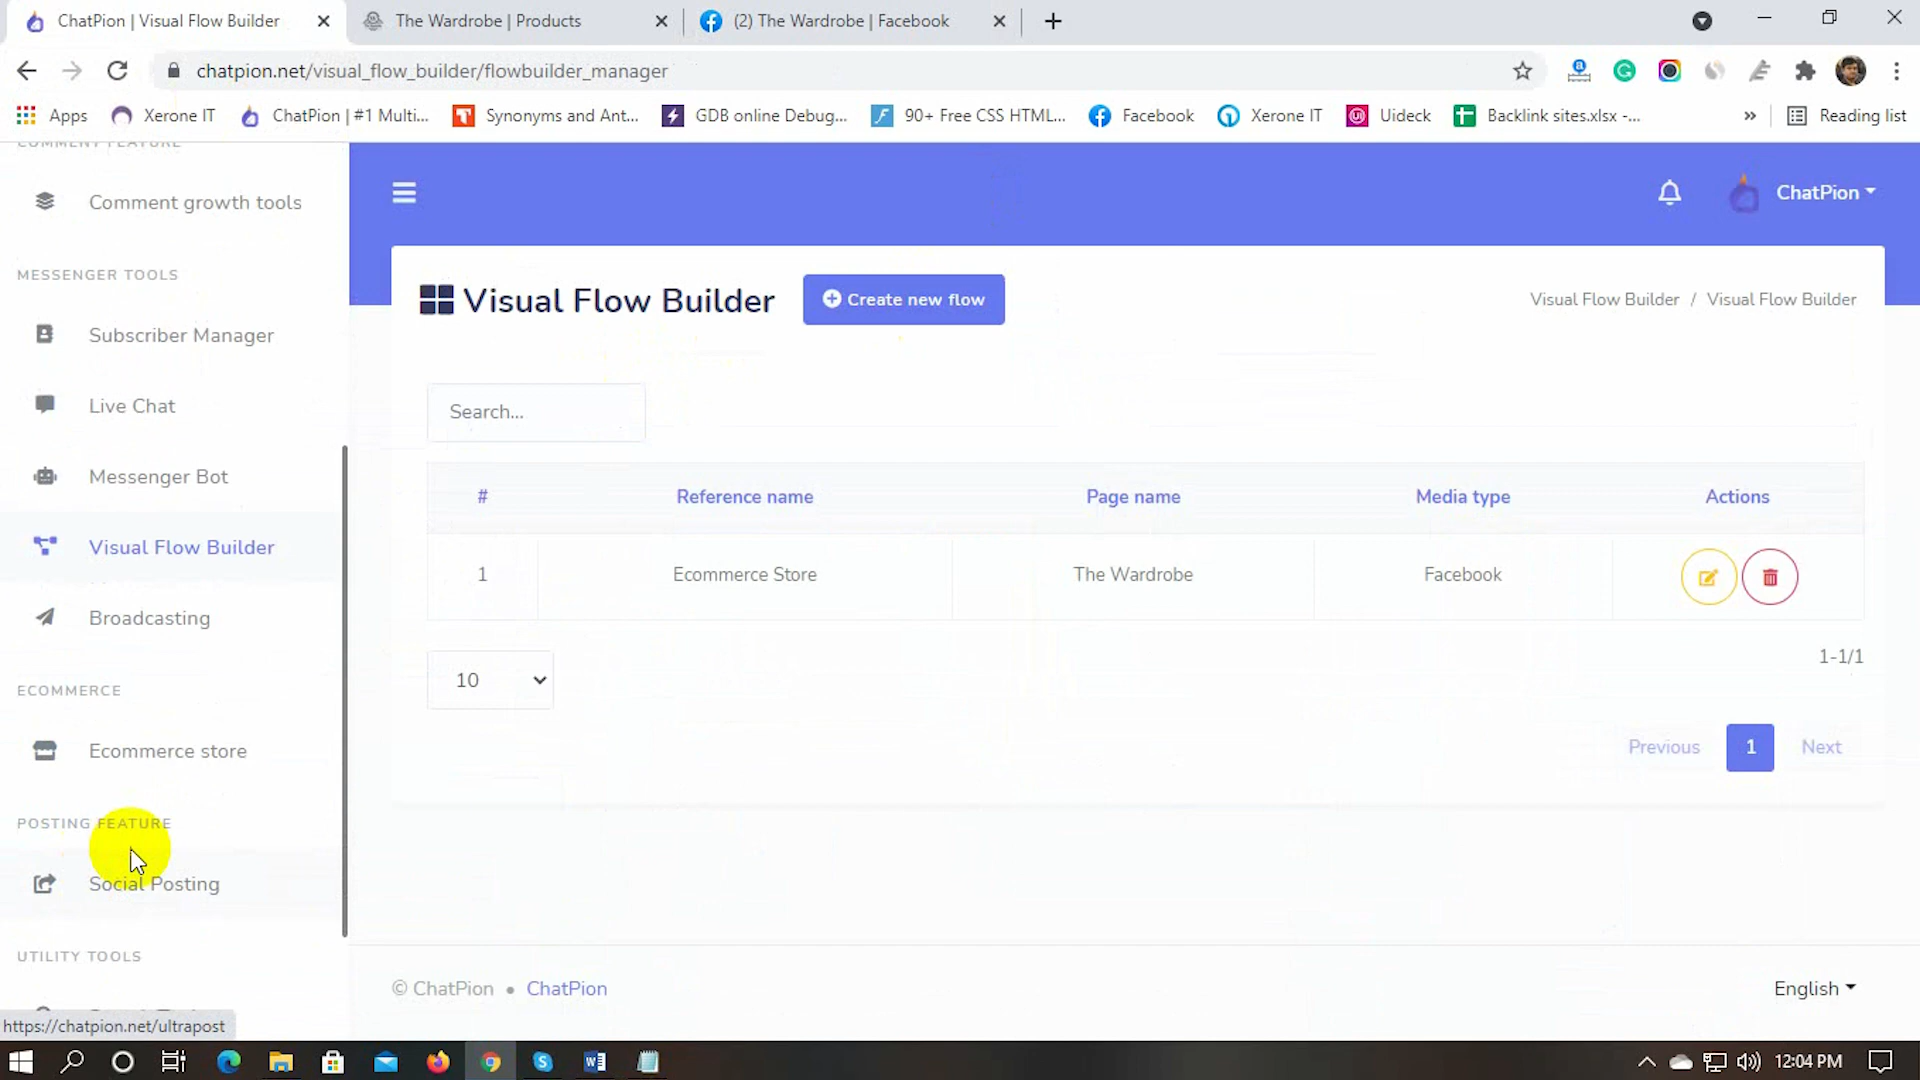 ChatPion | Visual Flow Builder
The Wardrobe | Products
(2) The Wardrobe | Facebook
chatpion.net/visual_flow_builder/flowbuilder_manager
Apps
Xerone IT
ChatPion | #1 Multi...
Synonyms and Ant...
GDB online Debug...
90+ Free CSS HTML...
Facebook
Xerone IT
Uideck
Backlink sites.xlsx -...
»
Reading list
COMMENT FEATURE
Comment growth tools
MESSENGER TOOLS
Subscriber Manager
Live Chat
Messenger Bot
Visual Flow Builder
Broadcasting
ECOMMERCE
Ecommerce store
POSTING FEATURE
Social Posting
UTILITY TOOLS
https://chatpion.net/ultrapost
ChatPion
Visual Flow Builder
Create new flow
Visual Flow Builder / Visual Flow Builder
Search...
# Reference name Page name Media type Actions
1 Ecommerce Store The Wardrobe Facebook
1-1/1
10
Previous 1 Next
© ChatPion • ChatPion
English
12:04 PM